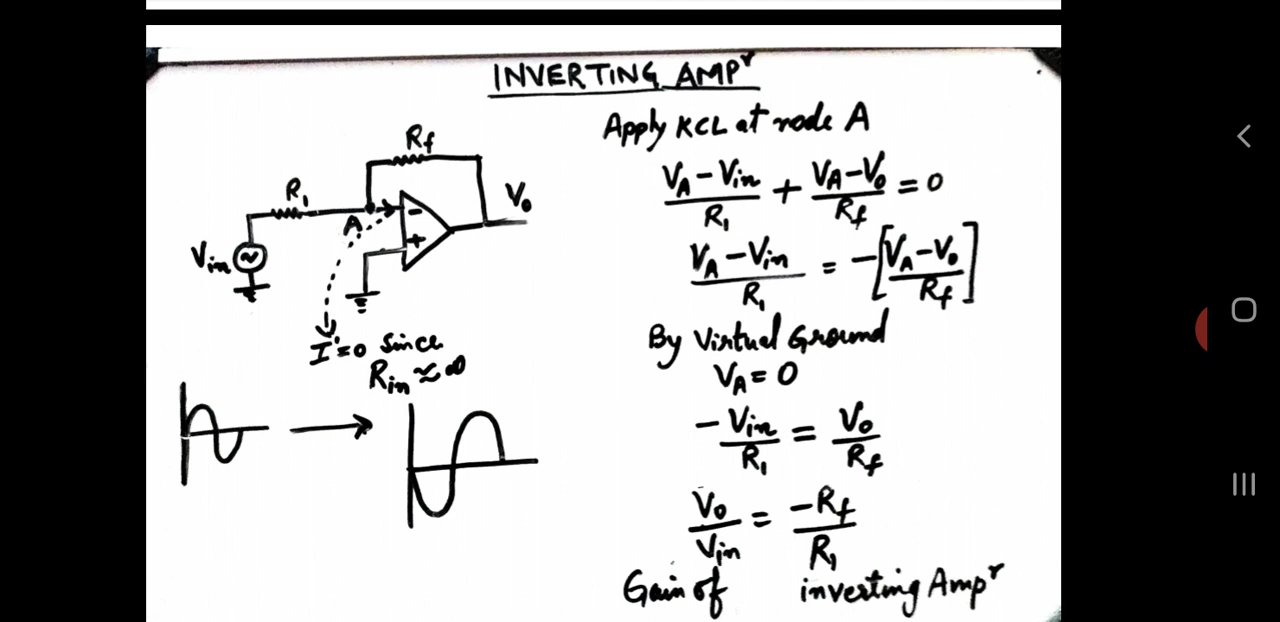 INVERTING AMPʳ
Rf
R₁
A
-
+
V₀
Vin
~
I'=0 since
Rin ≈ ∞
Apply KCL at node A
(VA - Vin)/R₁ + (VA - V₀)/Rf = 0
(VA - Vin)/R₁ = -[(VA - V₀)/Rf]
By Virtual Ground
VA = 0
-Vin/R₁ = V₀/Rf
V₀/Vin = -Rf/R₁
Gain of inverting Ampʳ